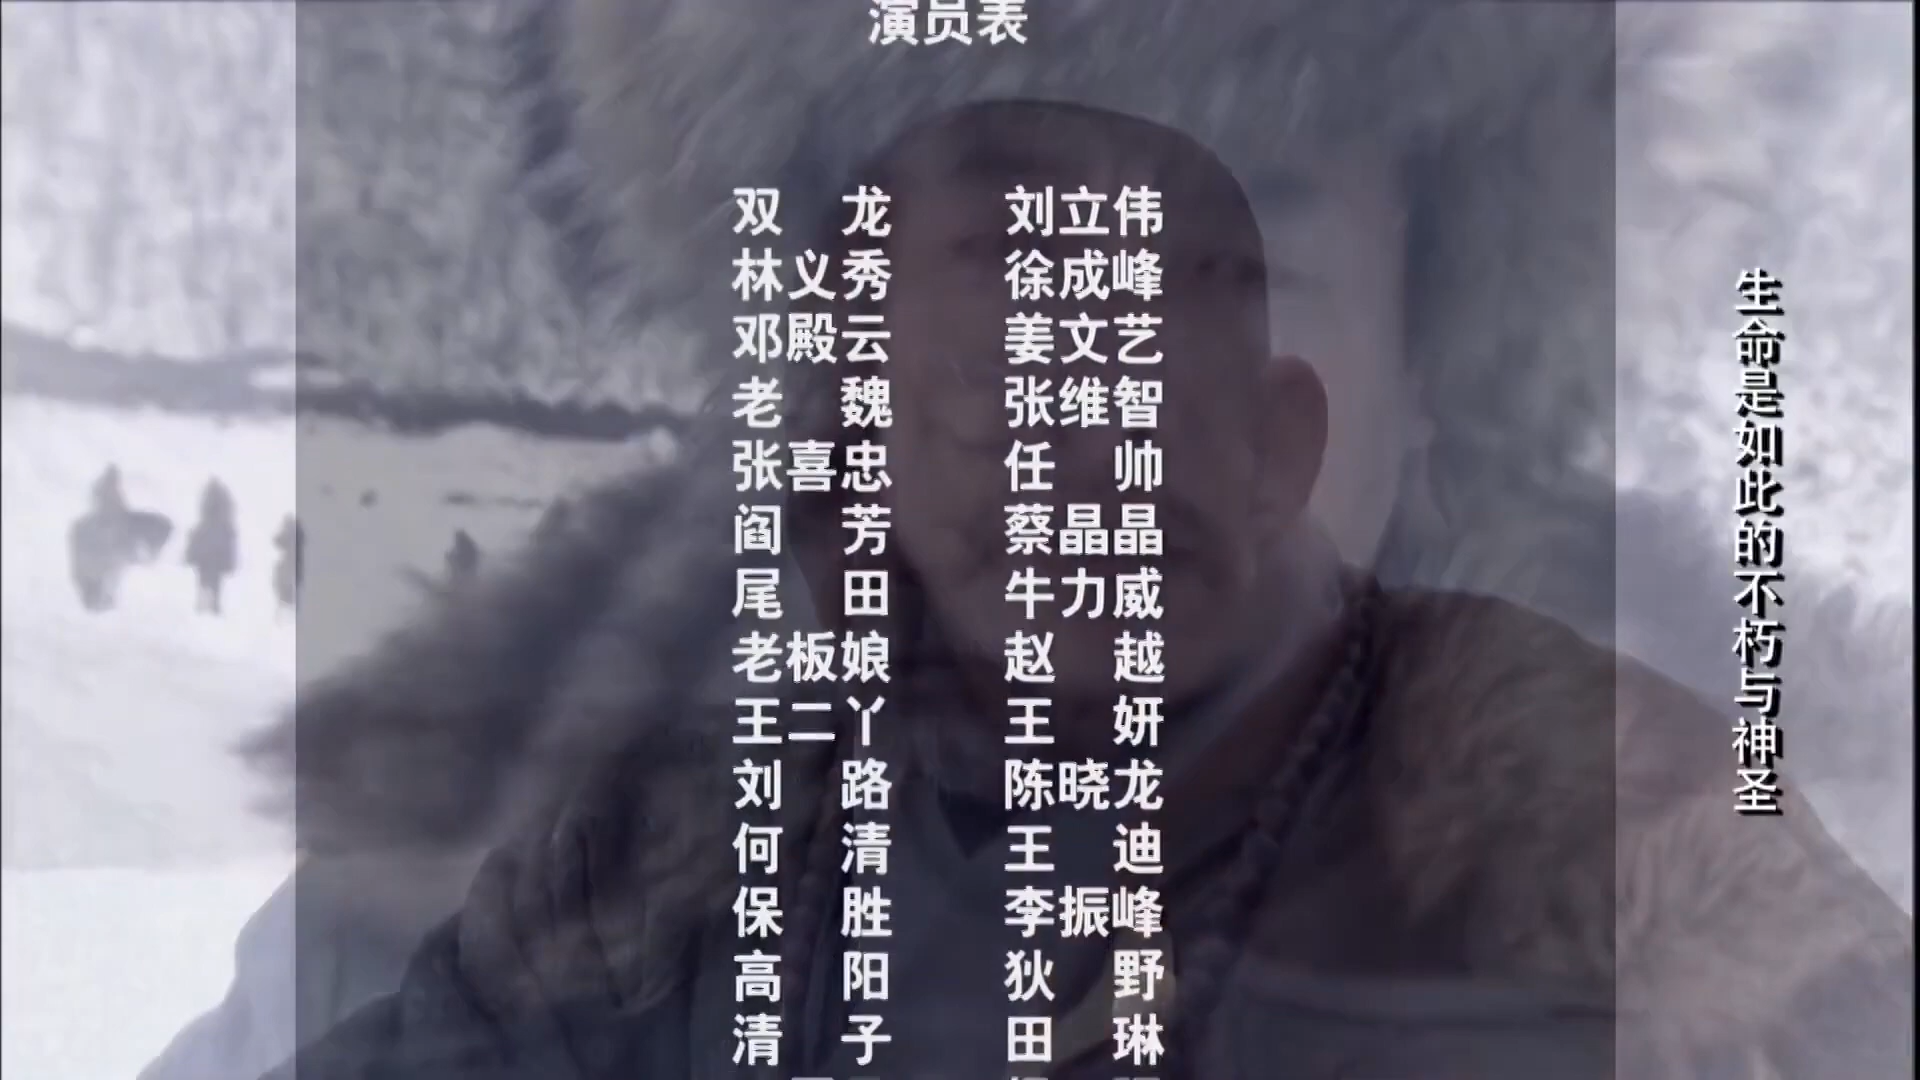 演员表
双 龙 刘立伟
林义秀 徐成峰
邓殿云 姜文艺
老 魏 张维智
张喜忠 任 帅
阎 芳 蔡晶晶
尾 田 牛力威
老板娘 赵 越
王二丫 王 妍
刘 路 陈晓龙
何 清 王 迪
保 胜 李振峰
高 阳 狄 野
清 子 田 琳
生命是如此的不朽与神圣